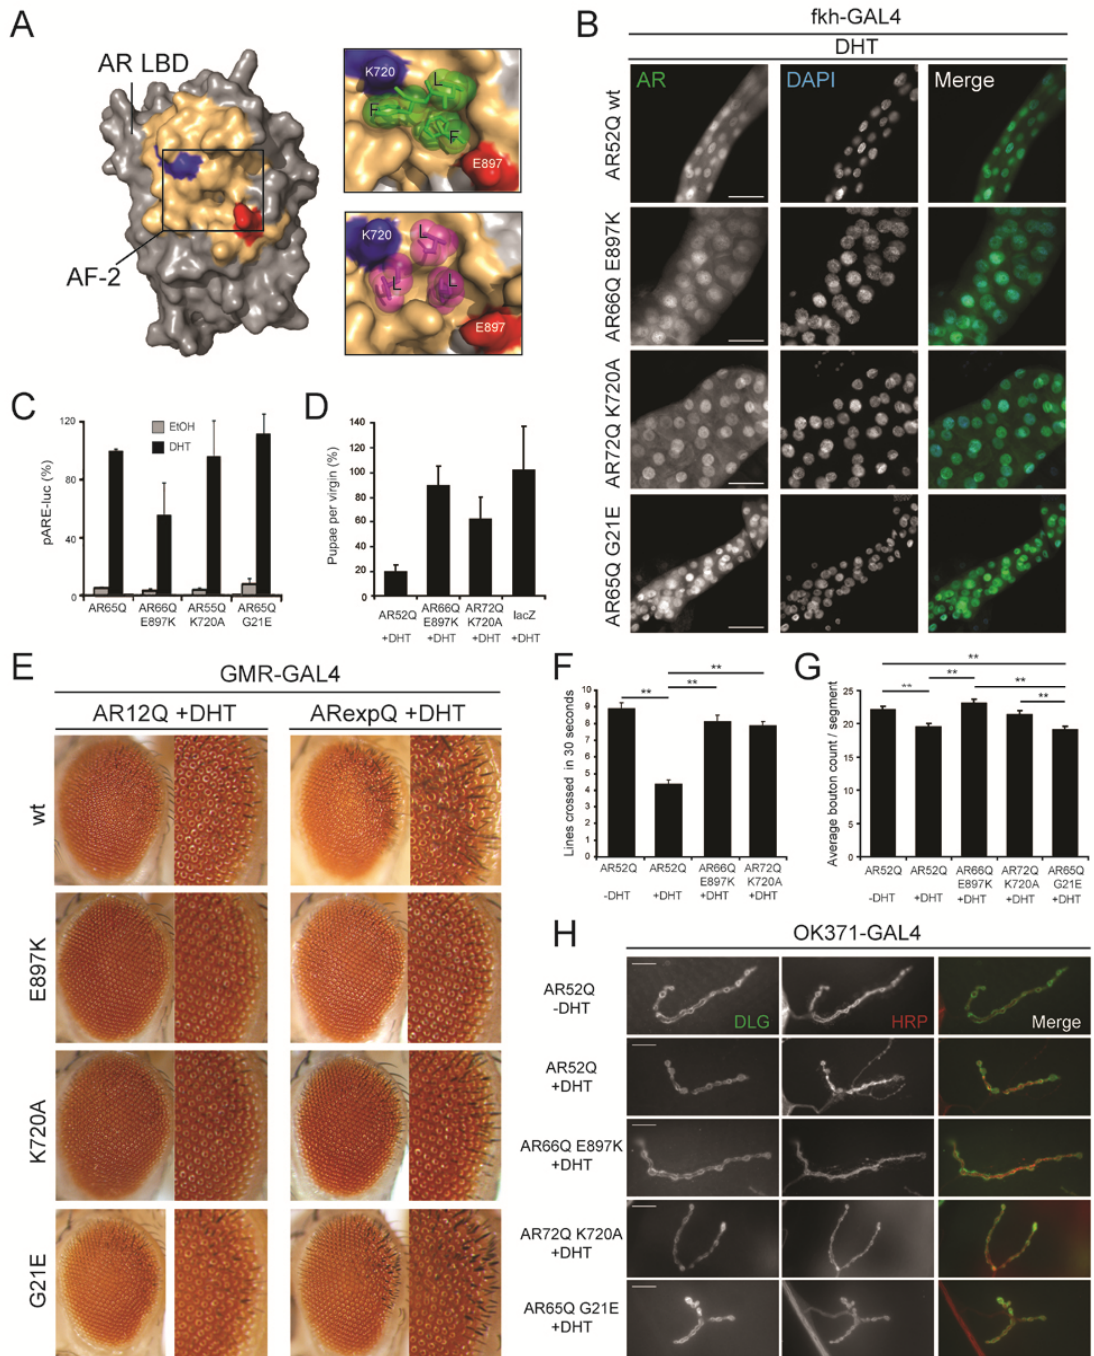 A
AR LBD
AF-2
K720
L
F
F
E897
K720
L
L
L
E897
B
fkh-GAL4
DHT
AR
DAPI
Merge
AR52Q wt
AR66Q E897K
AR72Q K720A
AR65Q G21E
C
pARE-luc (%)
120
80
40
0
EtOH
DHT
AR65Q
AR66Q
E897K
AR55Q
K720A
AR65Q
G21E
D
Pupae per virgin (%)
140
120
100
80
60
40
20
0
AR52Q
+DHT
AR66Q
E897K
+DHT
AR72Q
K720A
+DHT
lacZ
+DHT
E
GMR-GAL4
AR12Q +DHT
ARexpQ +DHT
wt
E897K
K720A
G21E
F
Lines crossed in 30 seconds
10
9
8
7
6
5
4
3
2
1
0
**
**
**
AR52Q
-DHT
AR52Q
+DHT
AR66Q
E897K
+DHT
AR72Q
K720A
+DHT
G
Average bouton count / segment
25
20
15
10
5
0
**
**
**
**
**
AR52Q
-DHT
AR52Q
+DHT
AR66Q
E897K
+DHT
AR72Q
K720A
+DHT
AR65Q
G21E
+DHT
H
OK371-GAL4
AR52Q
-DHT
DLG
HRP
Merge
AR52Q
+DHT
AR66Q E897K
+DHT
AR72Q K720A
+DHT
AR65Q G21E
+DHT